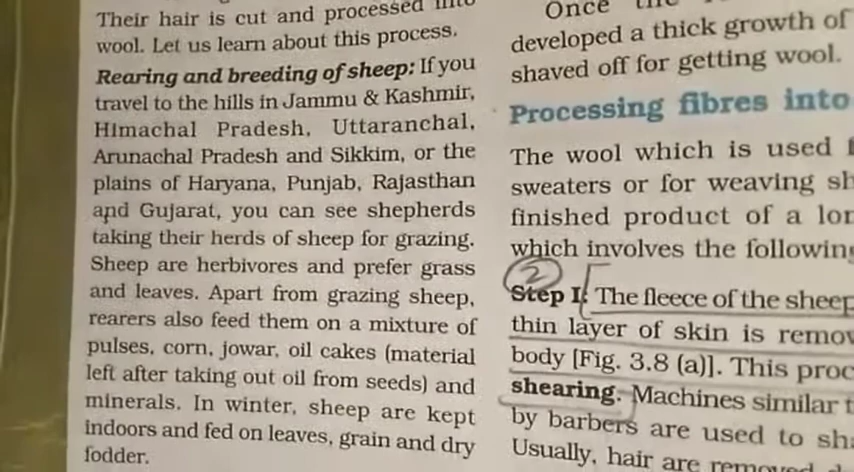 Their hair is cut and processed into
wool. Let us learn about this process.
Rearing and breeding of sheep: If you
travel to the hills in Jammu & Kashmir,
Himachal Pradesh, Uttaranchal,
Arunachal Pradesh and Sikkim, or the
plains of Haryana, Punjab, Rajasthan
and Gujarat, you can see shepherds
taking their herds of sheep for grazing.
Sheep are herbivores and prefer grass
and leaves. Apart from grazing sheep,
rearers also feed them on a mixture of
pulses, corn, jowar, oil cakes (material
left after taking out oil from seeds) and
minerals. In winter, sheep are kept
indoors and fed on leaves, grain and dry
fodder.
Once
developed a thick growth of
shaved off for getting wool.
Processing fibres into
The wool which is used
sweaters or for weaving
finished product of a
which involves the
2
Step I: The fleece of the sheep
thin layer of skin is
body [Fig. 3.8 (a)]. This
shearing. Machines similar
by barbers are used to
Usually, hair are removed